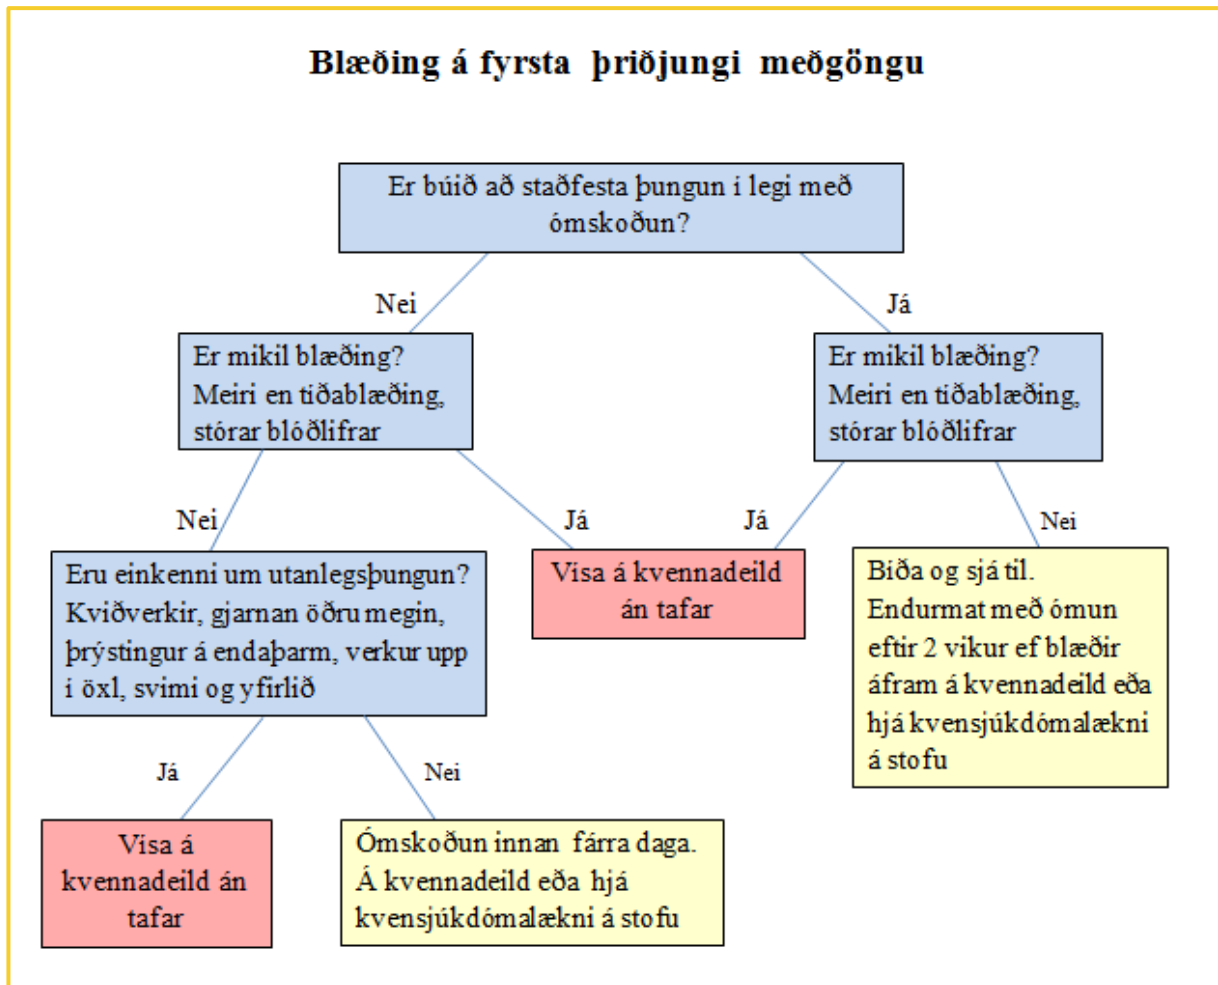 Blæðing á fyrsta þriðjungi meðgöngu
Er búið að staðfesta þungun í legi með
ómskoðun?
Nei
Já
Er mikil blæðing?
Meiri en tíðablæðing,
stórar blóðlifrar
Er mikil blæðing?
Meiri en tíðablæðing,
stórar blóðlifrar
Nei
Já
Já
Nei
Eru einkenni um utanlegsþungun?
Kviðverkir, gjarnan öðru megin,
þrýstingur á endaþarm, verkur upp
í öxl, svimi og yfirlið
Vísa á kvennadeild
án tafar
Bíða og sjá til.
Endurmat með ómun
eftir 2 vikur ef blæðir
áfram á kvennadeild eða
hjá kvensjúkdómalækni
á stofu
Já
Nei
Vísa á
kvennadeild án
tafar
Ómskoðun innan fárra daga.
Á kvennadeild eða hjá
kvensjúkdómalækni á stofu